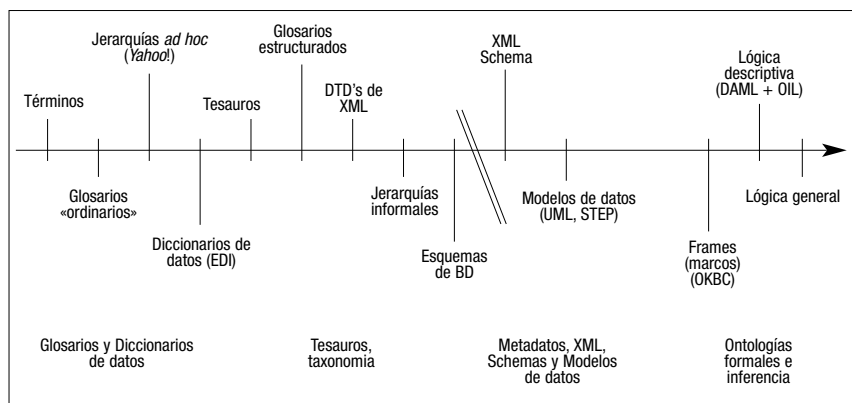 Jerarquías ad hoc
(Yahoo!)
Glosarios
estructurados
XML
Schema
Lógica
descriptiva
(DAML + OIL)
Términos
Tesauros
DTD's de
XML
Glosarios
«ordinarios»
Jerarquías
informales
Modelos de datos
(UML, STEP)
Lógica general
Diccionarios de
datos (EDI)
Esquemas
de BD
Frames
(marcos)
(OKBC)
Glosarios y Diccionarios
de datos
Tesauros,
taxonomia
Metadatos, XML,
Schemas y Modelos
de datos
Ontologías
formales e
inferencia